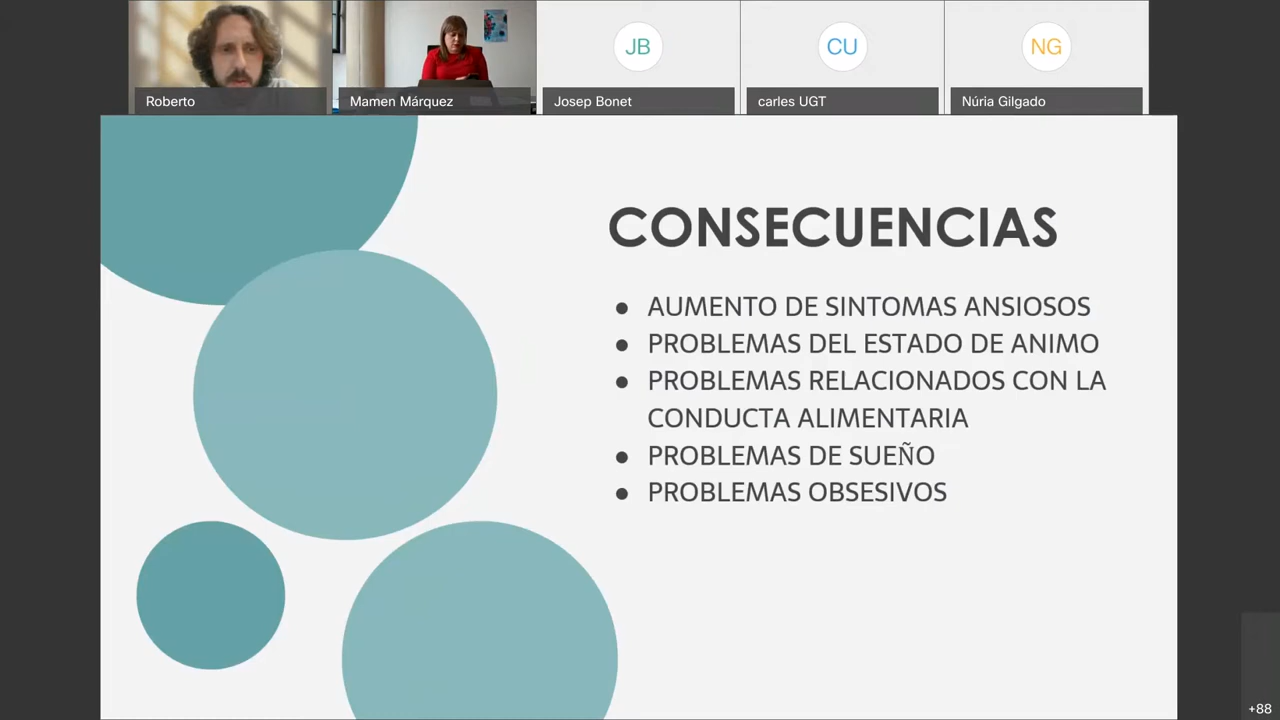 JB
CU
NG
Roberto
Mamen Márquez
Josep Bonet
carles UGT
Núria Gilgado
CONSECUENCIAS
● AUMENTO DE SINTOMAS ANSIOSOS
● PROBLEMAS DEL ESTADO DE ANIMO
● PROBLEMAS RELACIONADOS CON LA
CONDUCTA ALIMENTARIA
● PROBLEMAS DE SUEÑO
● PROBLEMAS OBSESIVOS
+88